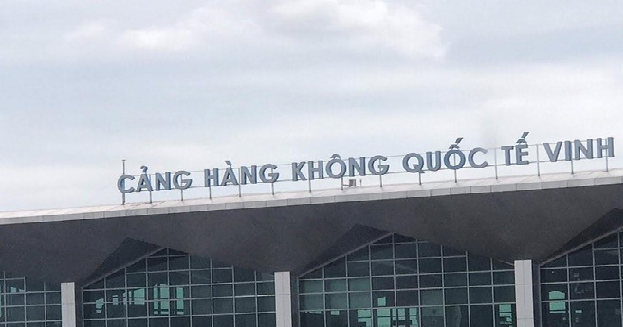 CẢNG HÀNG KHÔNG QUỐC TẾ VINH